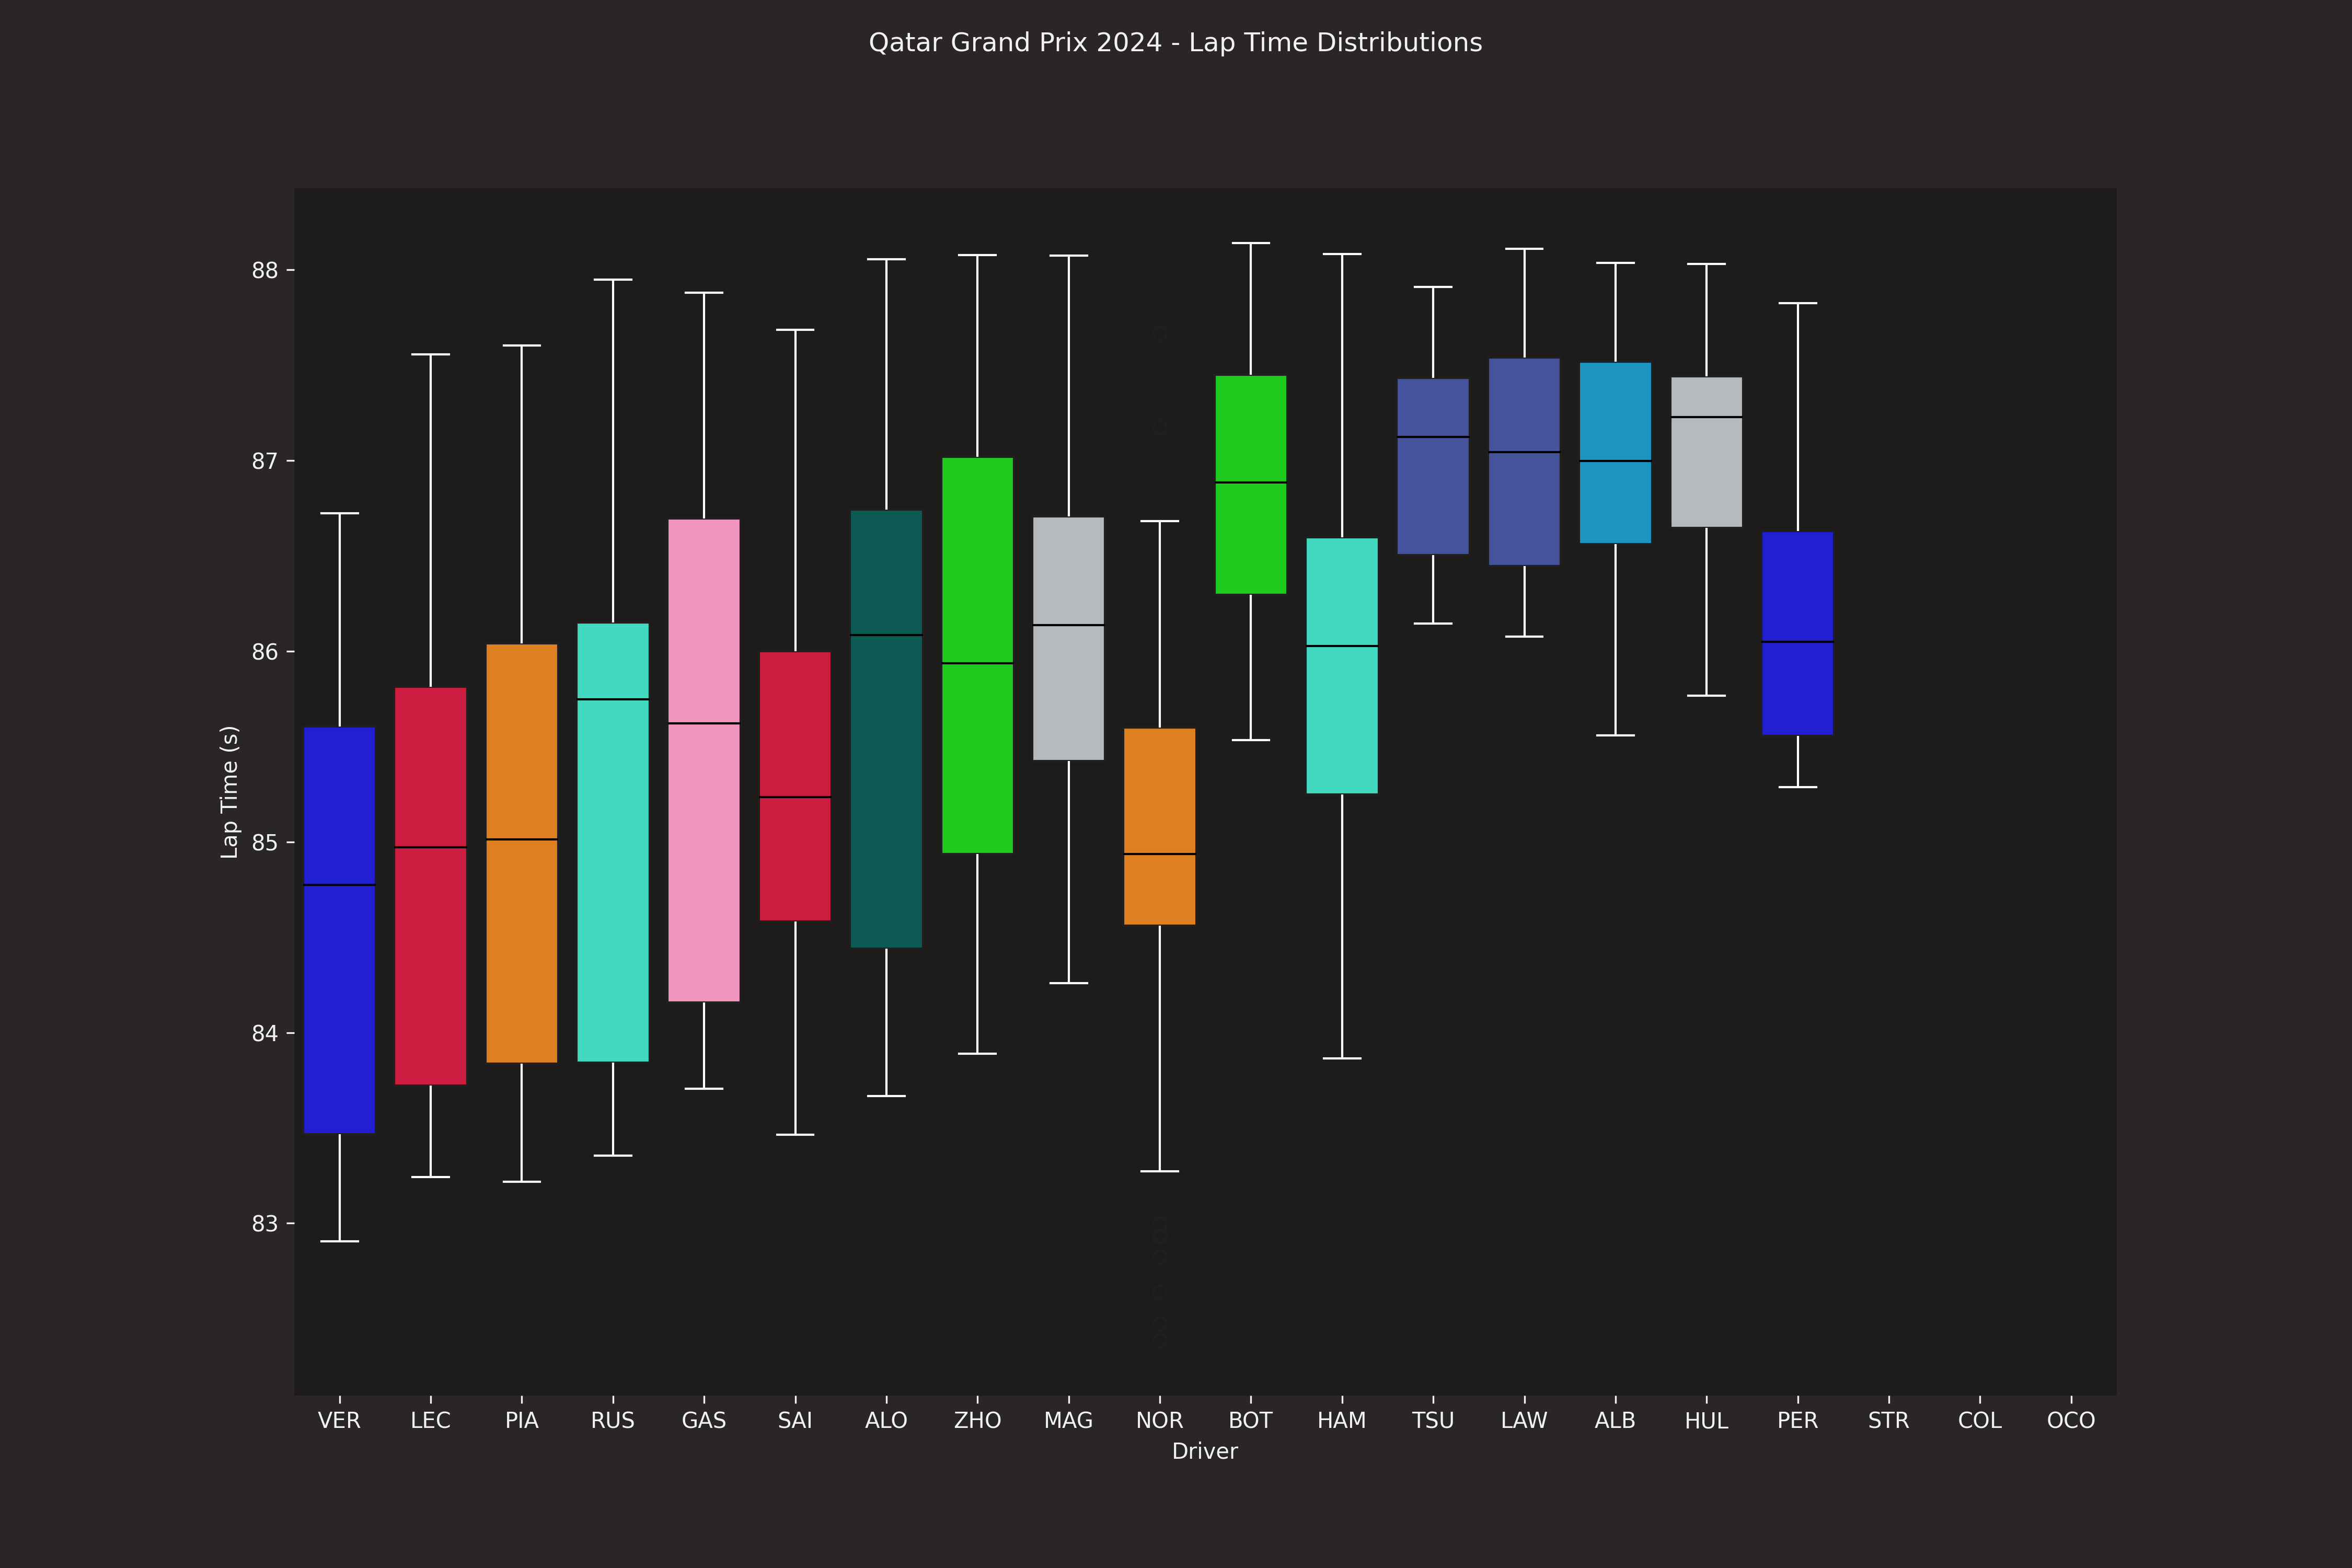 Qatar Grand Prix 2024 - Lap Time Distributions
88
87
86
85
84
83
Lap Time (s)
VER LEC PIA RUS GAS SAI ALO ZHO MAG NOR BOT HAM TSU LAW ALB HUL PER STR COL OCO
Driver